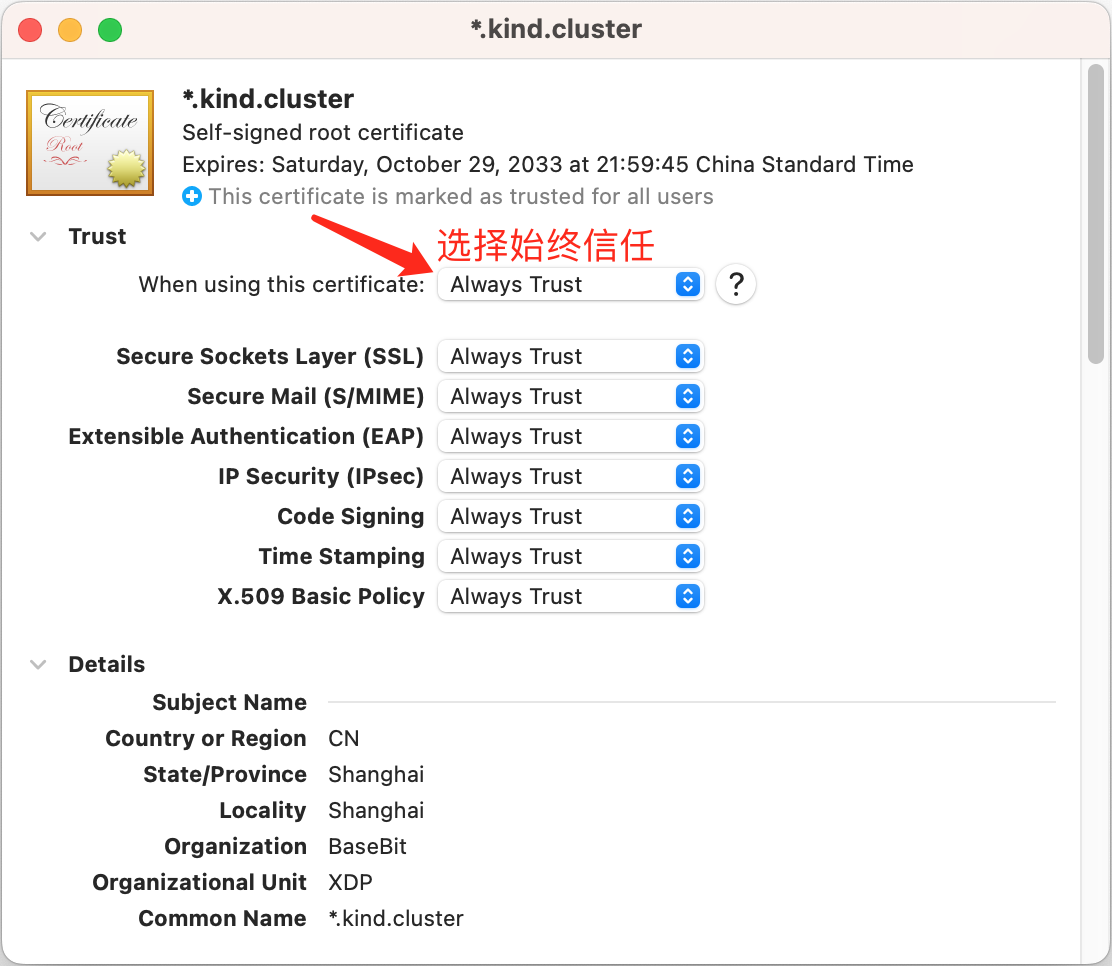 *.kind.cluster
Certificate
Root
*.kind.cluster
Self-signed root certificate
Expires: Saturday, October 29, 2033 at 21:59:45 China Standard Time
This certificate is marked as trusted for all users
Trust
选择始终信任
When using this certificate: Always Trust ?
Secure Sockets Layer (SSL) Always Trust
Secure Mail (S/MIME) Always Trust
Extensible Authentication (EAP) Always Trust
IP Security (IPsec) Always Trust
Code Signing Always Trust
Time Stamping Always Trust
X.509 Basic Policy Always Trust
Details
Subject Name
Country or Region CN
State/Province Shanghai
Locality Shanghai
Organization BaseBit
Organizational Unit XDP
Common Name *.kind.cluster